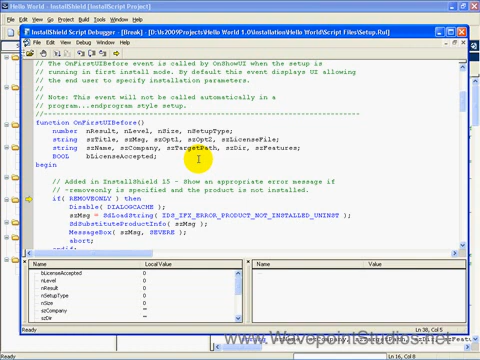 Hello World - InstallShield [InstallScript Project]
File Edit View Go Project Build Tools Window Help
InstallShield Script Debugger - [Break] - [D:\Is2009Projects\Hello World 1.0\Installation\Hello World\Script Files\Setup.Rul]
File Edit View Debug Window Help
// The OnFirstUIBefore event is called by OnShowUI when the setup is
// running in first install mode. By default this event displays UI allowing
// the end user to specify installation parameters.
//
// Note: This event will not be called automatically in a
// program...endprogram style setup.
//---------------------------------------------------------------------------
function OnFirstUIBefore()
number nResult, nLevel, nSize, nSetupType;
string szTitle, szMsg, szOpt1, szOpt2, szLicenseFile;
string szName, szCompany, szTargetPath, szDir, szFeatures;
BOOL bLicenseAccepted;
begin
// Added in InstallShield 15 - Show an appropriate error message if
// -removeonly is specified and the product is not installed.
if( REMOVEONLY ) then
Disable( DIALOGCACHE );
szMsg = SdLoadString( IDS_IFX_ERROR_PRODUCT_NOT_INSTALLED_UNINST );
SdSubstituteProductInfo( szMsg );
MessageBox( szMsg, SEVERE );
abort;
endif;
Name Local Value Name Value
bLicenseAccepted 0
nLevel 0
nResult 0
nSetupType 0
nSize 0
szCompany ""
szDir ""
Ready Ln 38, Col 5
www.WavepointStudios.net
Ready